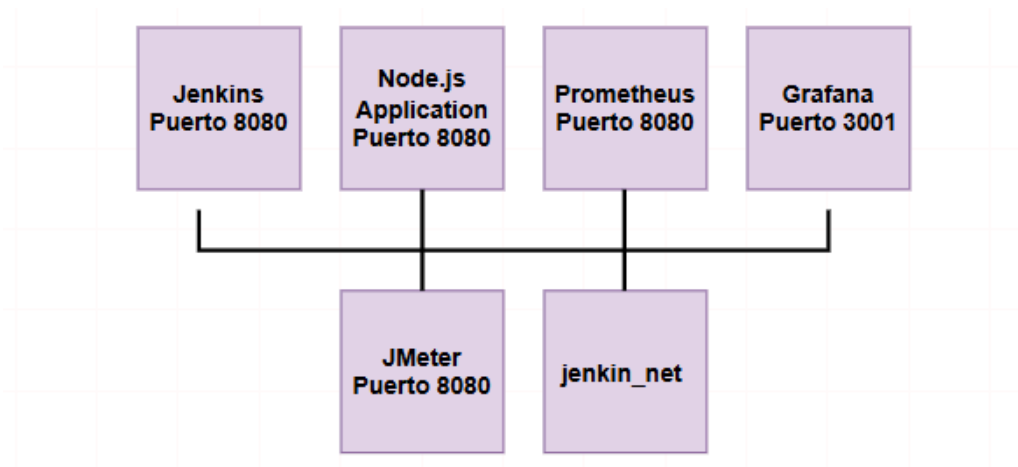 Jenkins
Puerto 8080
Node.js
Application
Puerto 8080
Prometheus
Puerto 8080
Grafana
Puerto 3001
JMeter
Puerto 8080
jenkin_net